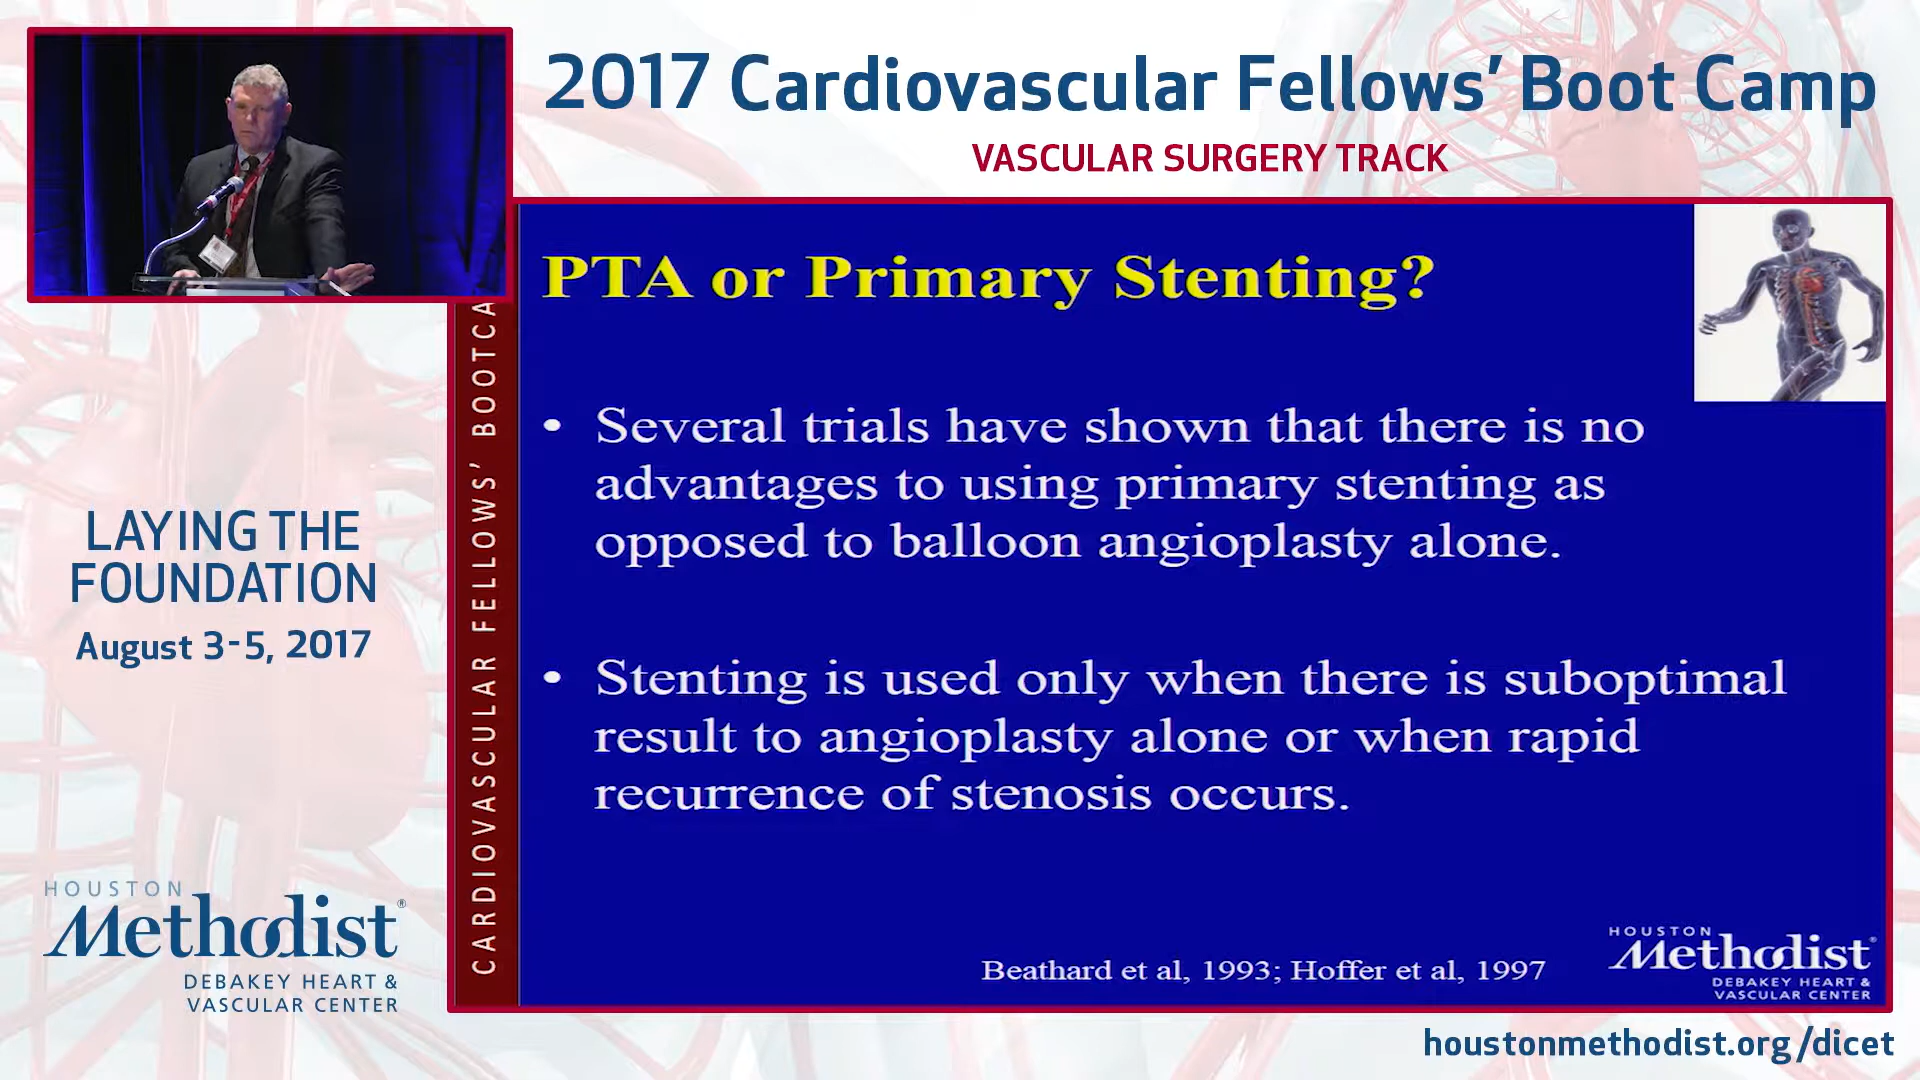 2017 Cardiovascular Fellows’ Boot Camp
VASCULAR SURGERY TRACK
PTA or Primary Stenting?
• Several trials have shown that there is no
advantages to using primary stenting as
opposed to balloon angioplasty alone.
• Stenting is used only when there is suboptimal
result to angioplasty alone or when rapid
recurrence of stenosis occurs.
Beathard et al, 1993; Hoffer et al, 1997
HOUSTON
Methodist®
DEBAKEY HEART &
VASCULAR CENTER
CARDIOVASCULAR FELLOWS’ BOOTCA
LAYING THE
FOUNDATION
August 3-5, 2017
HOUSTON
Methodist®
DEBAKEY HEART &
VASCULAR CENTER
houstonmethodist.org/dicet